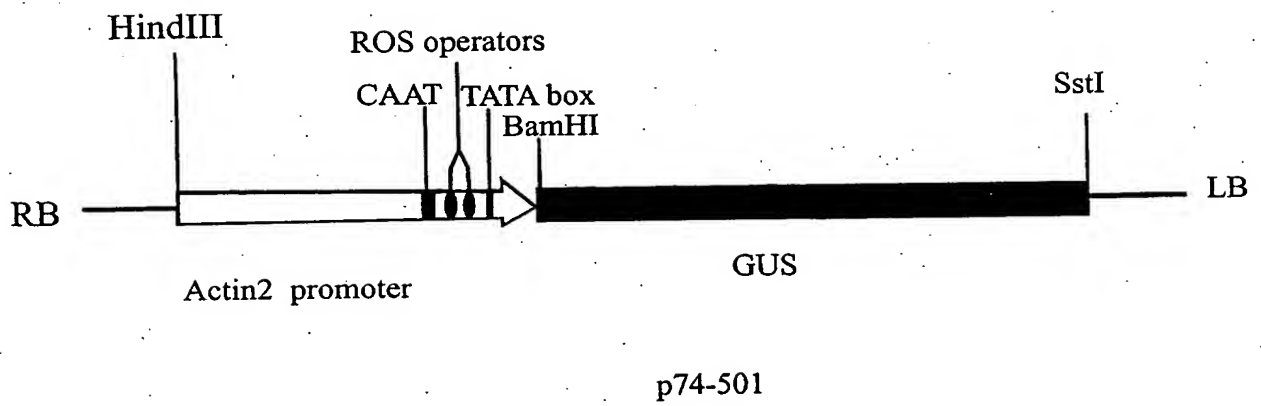 HindIII
ROS operators
CAAT
TATA box
BamHI
SstI
RB
LB
GUS
Actin2 promoter
p74-501